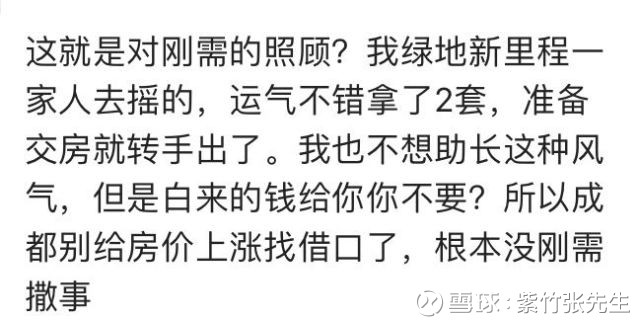 这就是对刚需的照顾？我绿地新里程一
家人去摇的，运气不错拿了2套，准备
交房就转手出了。我也不想助长这种风
气，但是白来的钱给你你不要？所以成
都别给房价上涨找借口了，根本没刚需
撒事
雪球：紫竹张先生